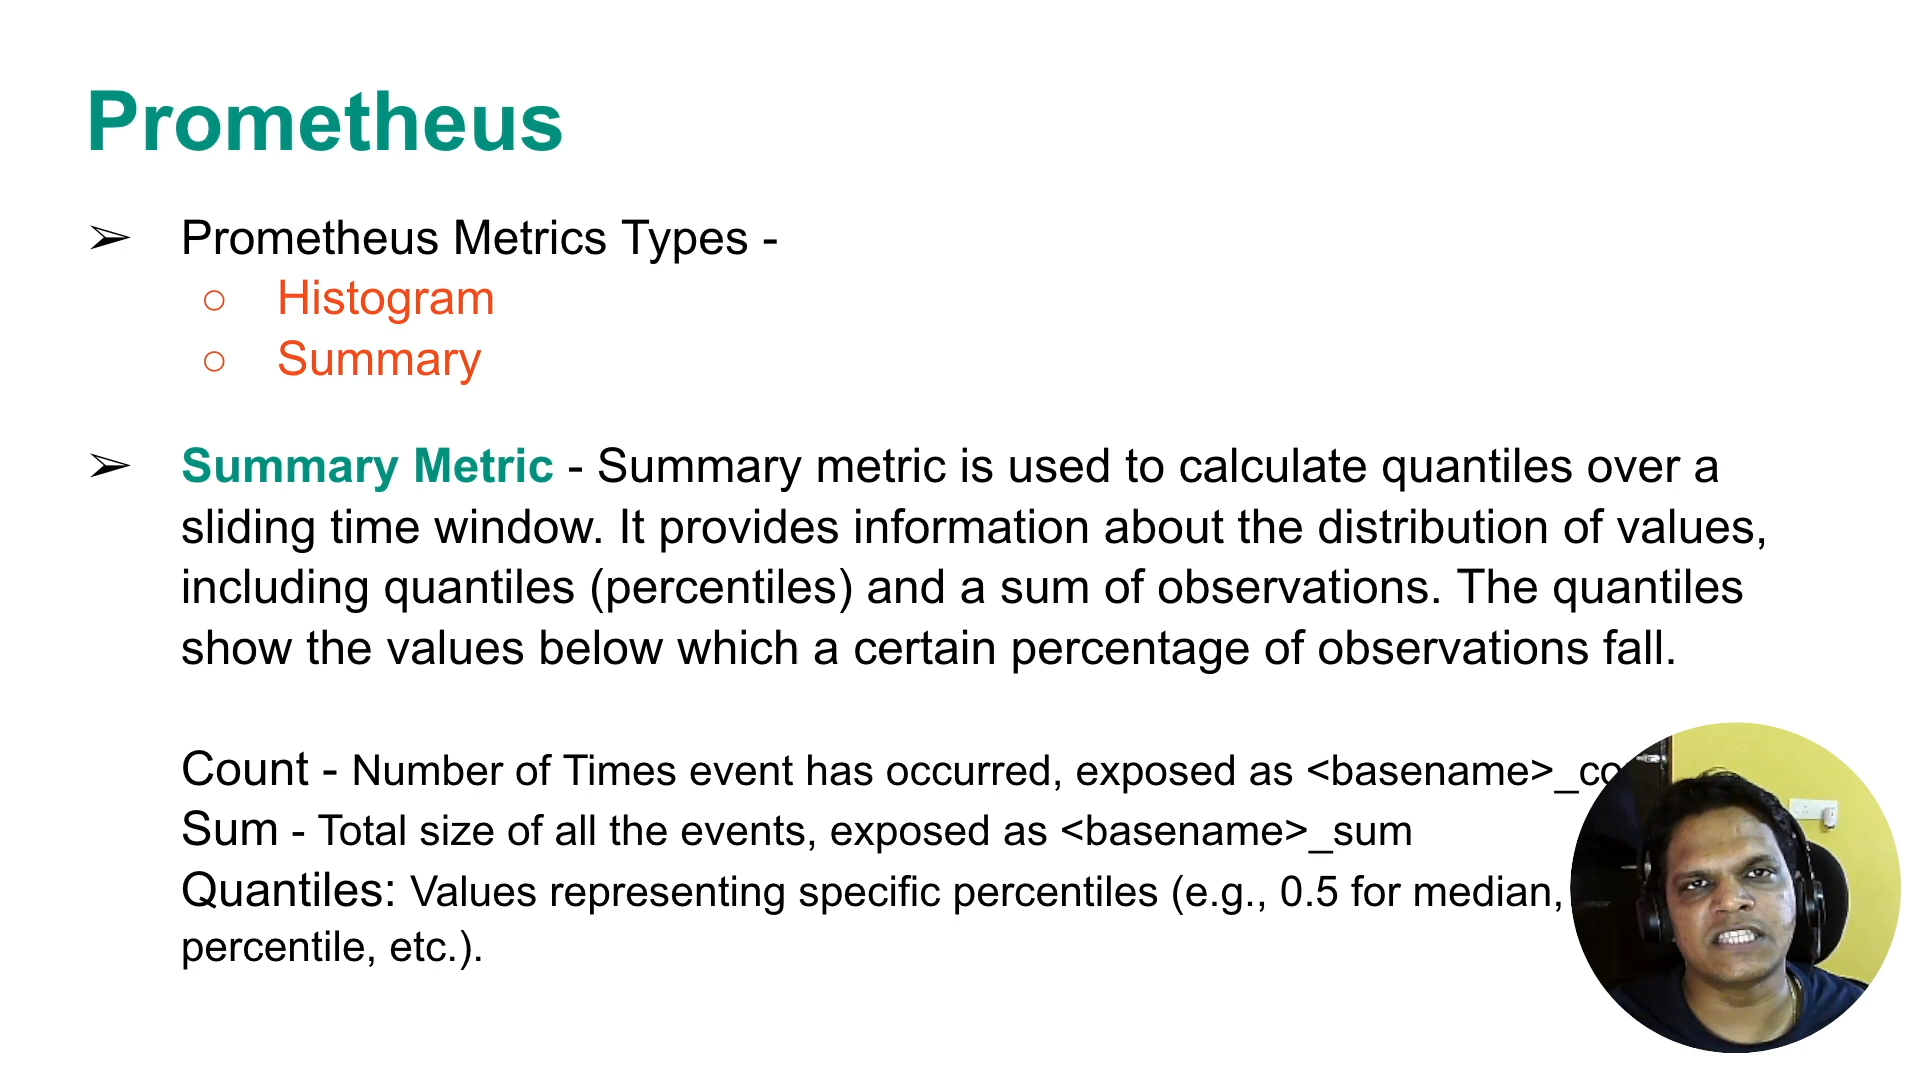 Prometheus
➢ Prometheus Metrics Types -
○ Histogram
○ Summary
➢ Summary Metric - Summary metric is used to calculate quantiles over a
sliding time window. It provides information about the distribution of values,
including quantiles (percentiles) and a sum of observations. The quantiles
show the values below which a certain percentage of observations fall.
Count - Number of Times event has occurred, exposed as
Sum - Total size of all the events, exposed as <basename>_sum
Quantiles: Values representing specific percentiles (e.g., 0.5 for median,
percentile, etc.).